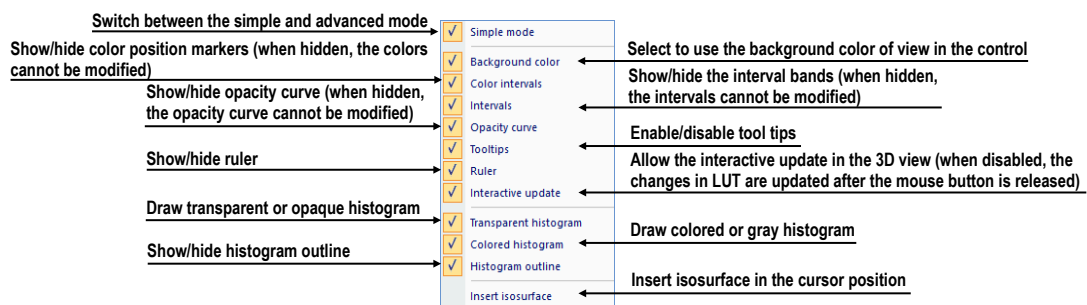 Switch between the simple and advanced mode
Show/hide color position markers (when hidden, the colors
cannot be modified)
Show/hide opacity curve (when hidden,
the opacity curve cannot be modified)
Show/hide ruler
Draw transparent or opaque histogram
Show/hide histogram outline
Simple mode
Background color
Color intervals
Intervals
Opacity curve
Tooltips
Ruler
Interactive update
Transparent histogram
Colored histogram
Histogram outline
Insert isosurface
Select to use the background color of view in the control
Show/hide the interval bands (when hidden,
the intervals cannot be modified)
Enable/disable tool tips
Allow the interactive update in the 3D view (when disabled, the
changes in LUT are updated after the mouse button is released)
Draw colored or gray histogram
Insert isosurface in the cursor position